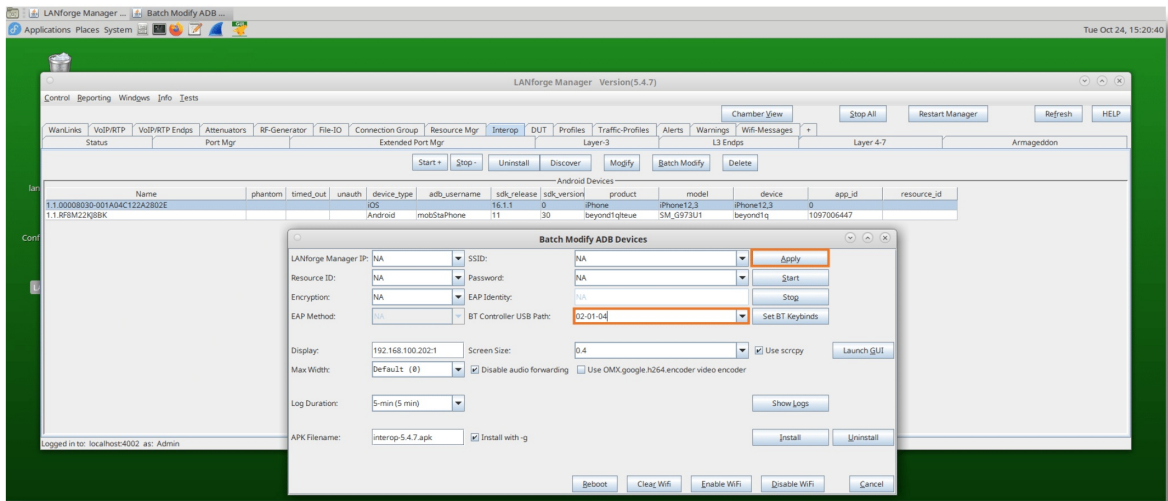 LANforge Manager ... Batch Modify ADB ...
Applications Places System Tue Oct 24, 15:20:40
LANforge Manager Version(5.4.7)
Control Reporting Windows Info Tests
Chamber View Stop All Restart Manager Refresh HELP
WanLinks VoIP/RTP VoIP/RTP Endps Attenuators RF-Generator File-IO Connection Group Resource Mgr Interop DUT Profiles Traffic-Profiles Alerts Warnings Wifi-Messages +
Status Port Mgr Extended Port Mgr Layer-3 L3 Endps Layer 4-7 Armageddon
Start + Stop - Uninstall Discover Modify Batch Modify Delete
Android Devices
Name phantom timed_out unauth device_type adb_username sdk_release sdk_version product model device app_id resource_id
1.1.00008030-001A04C122A2802E iOS 16.1.1 0 iPhone iPhone12,3 iPhone12,3 0
1.1.RF8M22KJ8BK Android mobStaPhone 11 30 beyond1qlteue SM_G973U1 beyond1q 1097006447
lan
Conf
Batch Modify ADB Devices
LANforge Manager IP: NA SSID: NA Apply
Resource ID: NA Password: NA Start
Encryption: NA EAP Identity: NA Stop
EAP Method: NA BT Controller USB Path: 02-01-04 Set BT Keybinds
Display: 192.168.100.202:1 Screen Size: 0.4 Use scrcpy Launch GUI
Max Width: Default (0) Disable audio forwarding Use OMX.google.h264.encoder video encoder
Log Duration: 5-min (5 min) Show Logs
APK Filename: interop-5.4.7.apk Install with -g Install Uninstall
Logged in to: localhost:4002 as: Admin
Reboot Clear Wifi Enable WiFi Disable WiFi Cancel